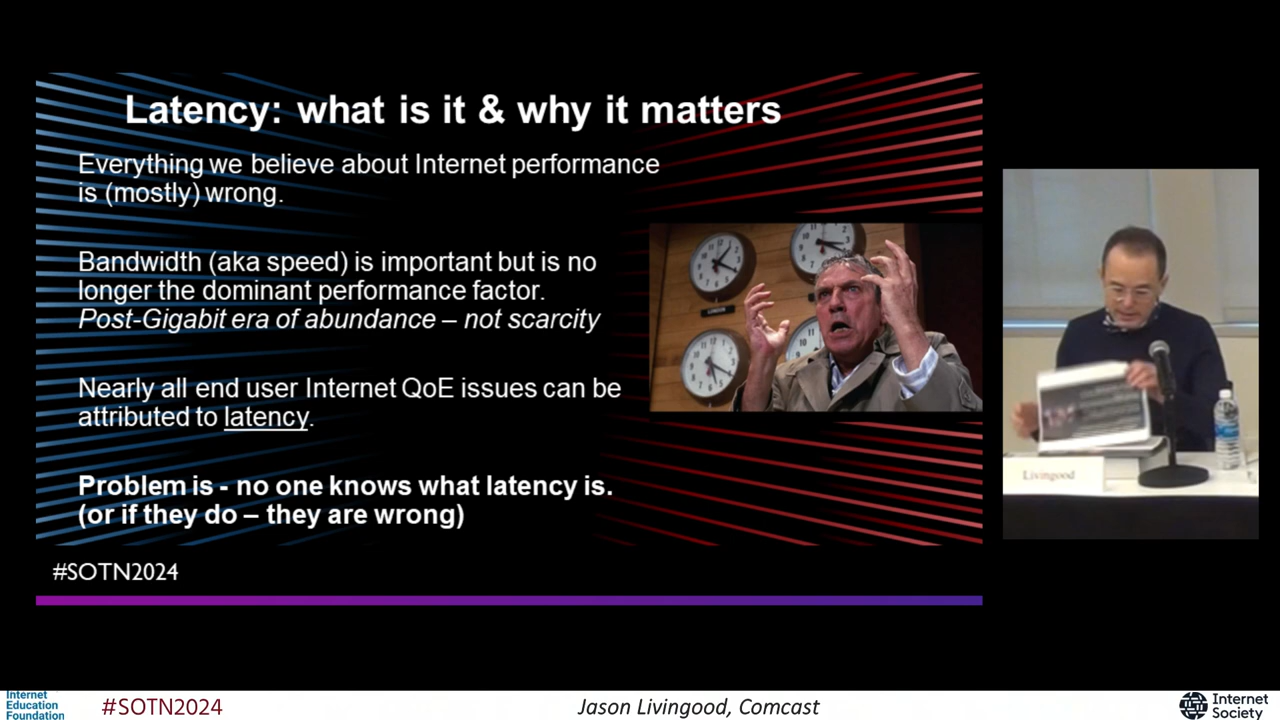 Latency: what is it & why it matters
Everything we believe about Internet performance
is (mostly) wrong.
Bandwidth (aka speed) is important but is no
longer the dominant performance factor.
Post-Gigabit era of abundance – not scarcity
Nearly all end user Internet QoE issues can be
attributed to latency.
Problem is - no one knows what latency is.
(or if they do – they are wrong)
#SOTN2024
Livingood
Internet
Education
Foundation
#SOTN2024
Jason Livingood, Comcast
Internet
Society